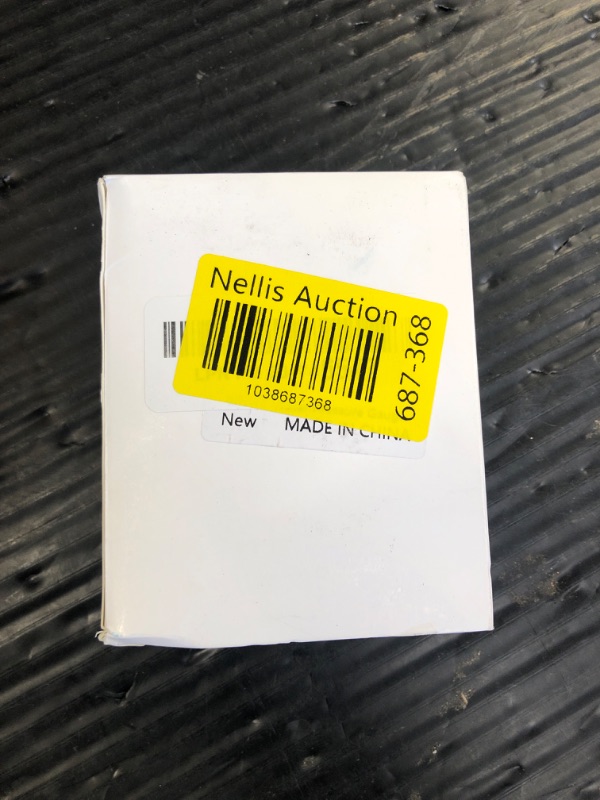 Nellis Auction
1038687368
687-368
New MADE IN CHINA